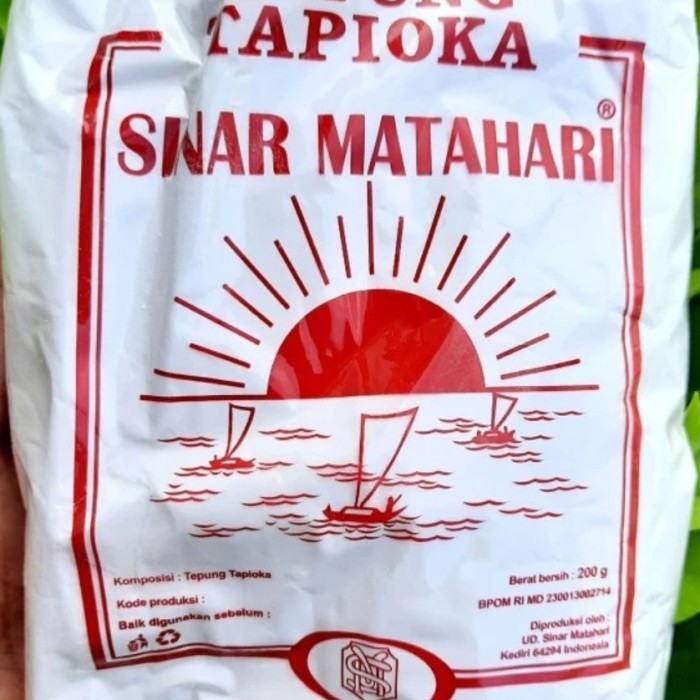 TEPUNG
TAPIOKA
SINAR MATAHARI®
Komposisi : Tepung Tapioka
Kode produksi :
Baik digunakan sebelum :
Berat bersih : 200 g
BPOM RI MD 230013002714
Diproduksi oleh :
UD. Sinar Matahari
Kediri 64294 Indonesia